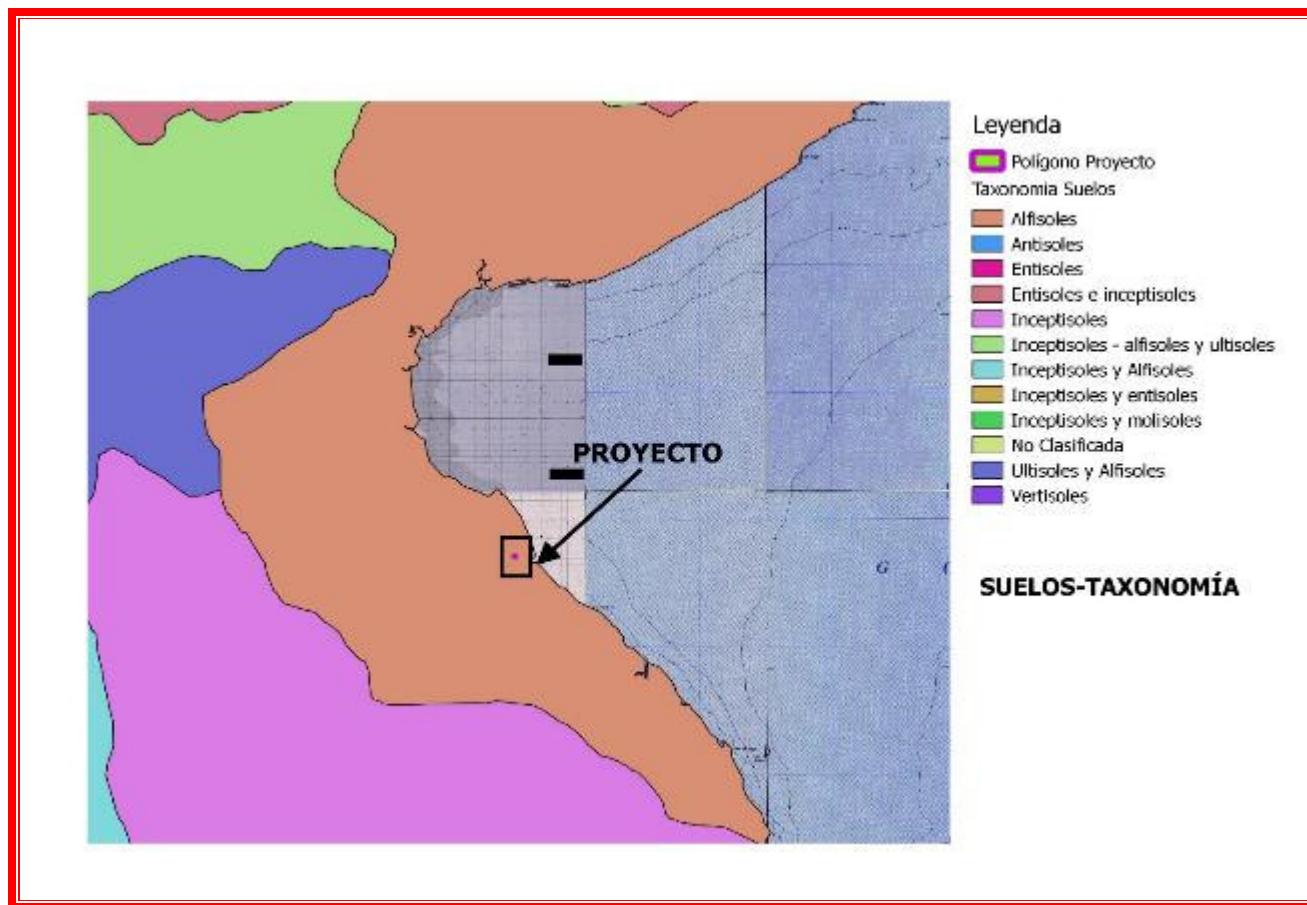 Leyenda
Polígono Proyecto
Taxonomia Suelos
Alfisoles
Antisoles
Entisoles
Entisoles e inceptisoles
Inceptisoles
Inceptisoles - alfisoles y ultisoles
Inceptisoles y Alfisoles
Inceptisoles y entisoles
Inceptisoles y molisoles
No Clasificada
Ultisoles y Alfisoles
Vertisoles
PROYECTO
G
SUELOS-TAXONOMÍA